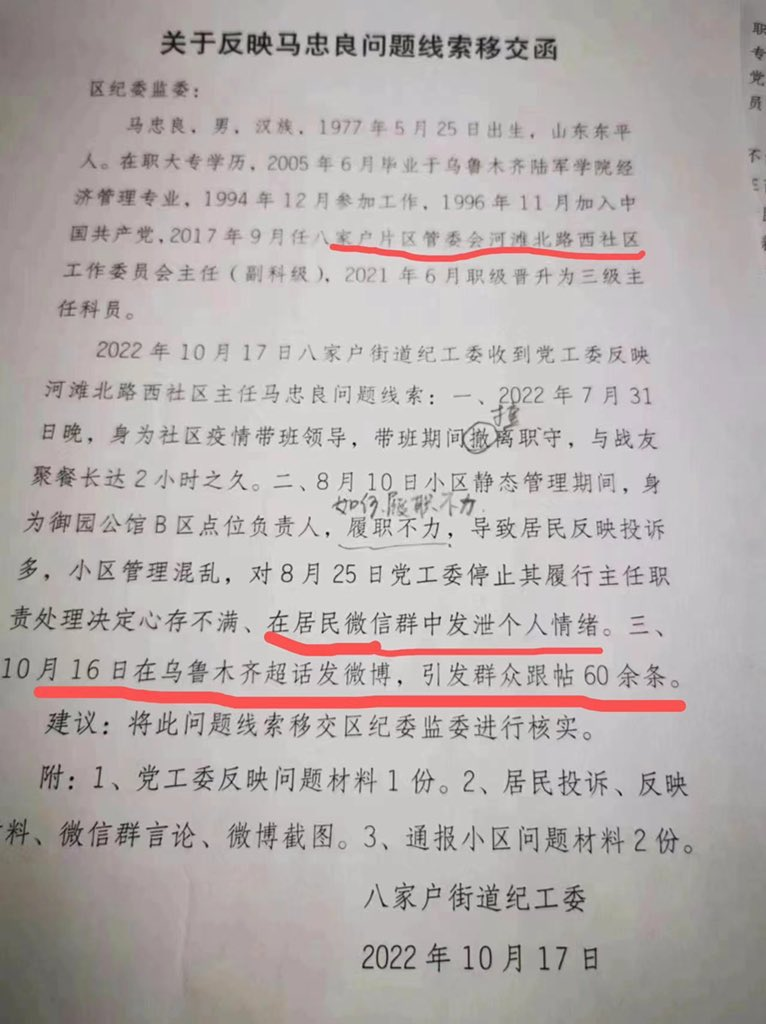 关于反映马忠良问题线索移交函
区纪委监委：
马忠良，男，汉族，1977年5月25日出生，山东东平
人。在职大专学历，2005年6月毕业于乌鲁木齐陆军学院经
济管理专业，1994年12月参加工作，1996年11月加入中
国共产党，2017年9月任八家户片区管委会河滩北路西社区
工作委员会主任（副科级），2021年6月职级晋升为三级主
任科员。
2022年10月17日八家户街道纪工委收到党工委反映
河滩北路西社区主任马忠良问题线索：一、2022年7月31
日晚，身为社区疫情带班领导，带班期间撤离职守，与战友
聚餐长达2小时之久。二、8月10日小区静态管理期间，身
如何履职不力
为御园公馆B区点位负责人，履职不力，导致居民反映投诉
多，小区管理混乱，对8月25日党工委停止其履行主任职
责处理决定心存不满、在居民微信群中发泄个人情绪。三、
10月16日在乌鲁木齐超话发微博，引发群众跟帖60余条。
建议：将此问题线索移交区纪委监委进行核实。
附：1、党工委反映问题材料1份。2、居民投诉、反映
料、微信群言论、微博截图。3、通报小区问题材料2份。
八家户街道纪工委
2022年10月17日
职
专
党
员